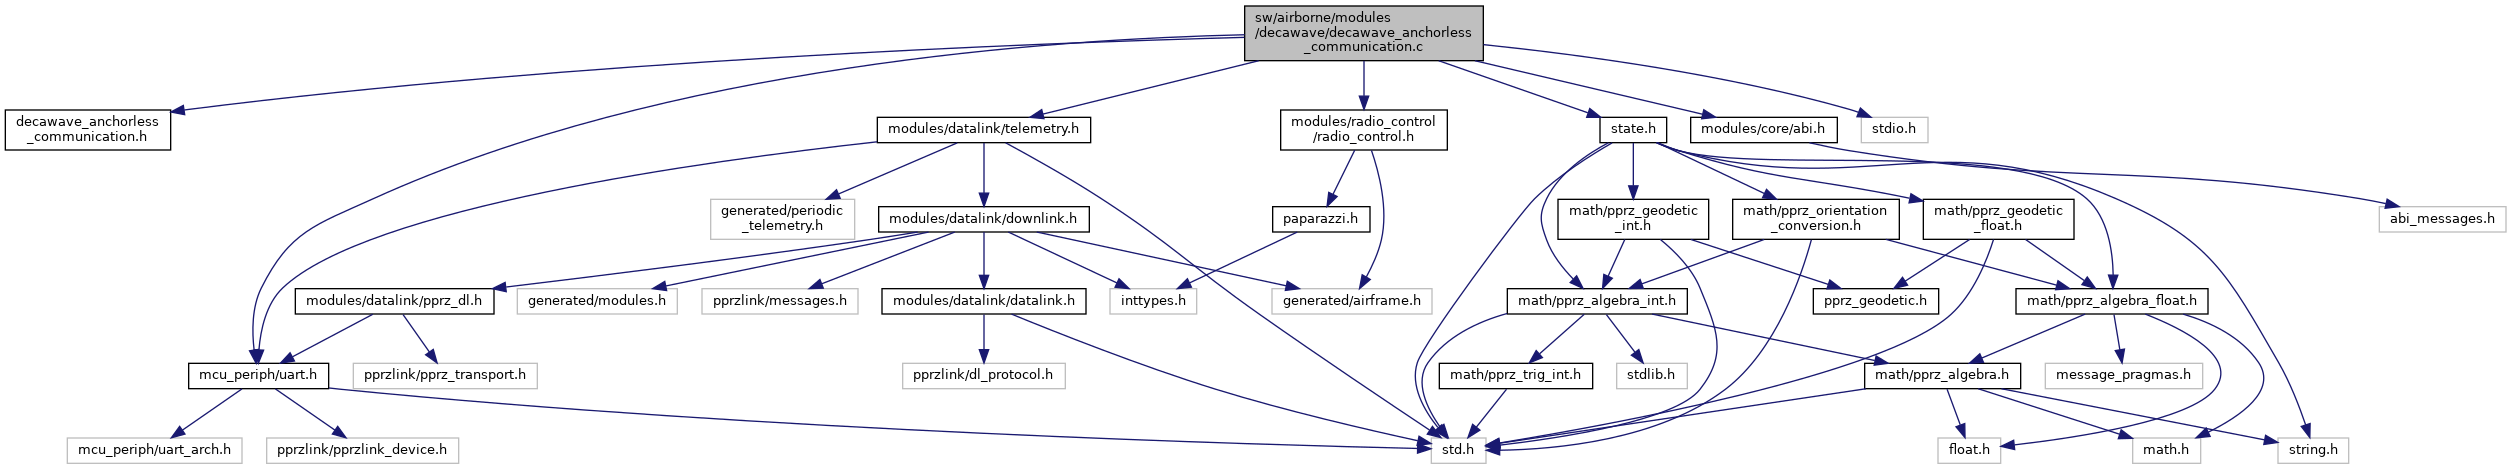 sw/airborne/modules
/decawave/decawave_anchorless
_communication.c
decawave_anchorless
_communication.h
modules/datalink/telemetry.h
modules/radio_control
/radio_control.h
state.h
modules/core/abi.h
stdio.h
generated/periodic
_telemetry.h
modules/datalink/downlink.h
paparazzi.h
math/pprz_geodetic
_int.h
math/pprz_orientation
_conversion.h
math/pprz_geodetic
_float.h
abi_messages.h
modules/datalink/pprz_dl.h
generated/modules.h
pprzlink/messages.h
modules/datalink/datalink.h
inttypes.h
generated/airframe.h
math/pprz_algebra_int.h
pprz_geodetic.h
math/pprz_algebra_float.h
mcu_periph/uart.h
pprzlink/pprz_transport.h
pprzlink/dl_protocol.h
math/pprz_trig_int.h
stdlib.h
math/pprz_algebra.h
message_pragmas.h
mcu_periph/uart_arch.h
pprzlink/pprzlink_device.h
std.h
float.h
math.h
string.h